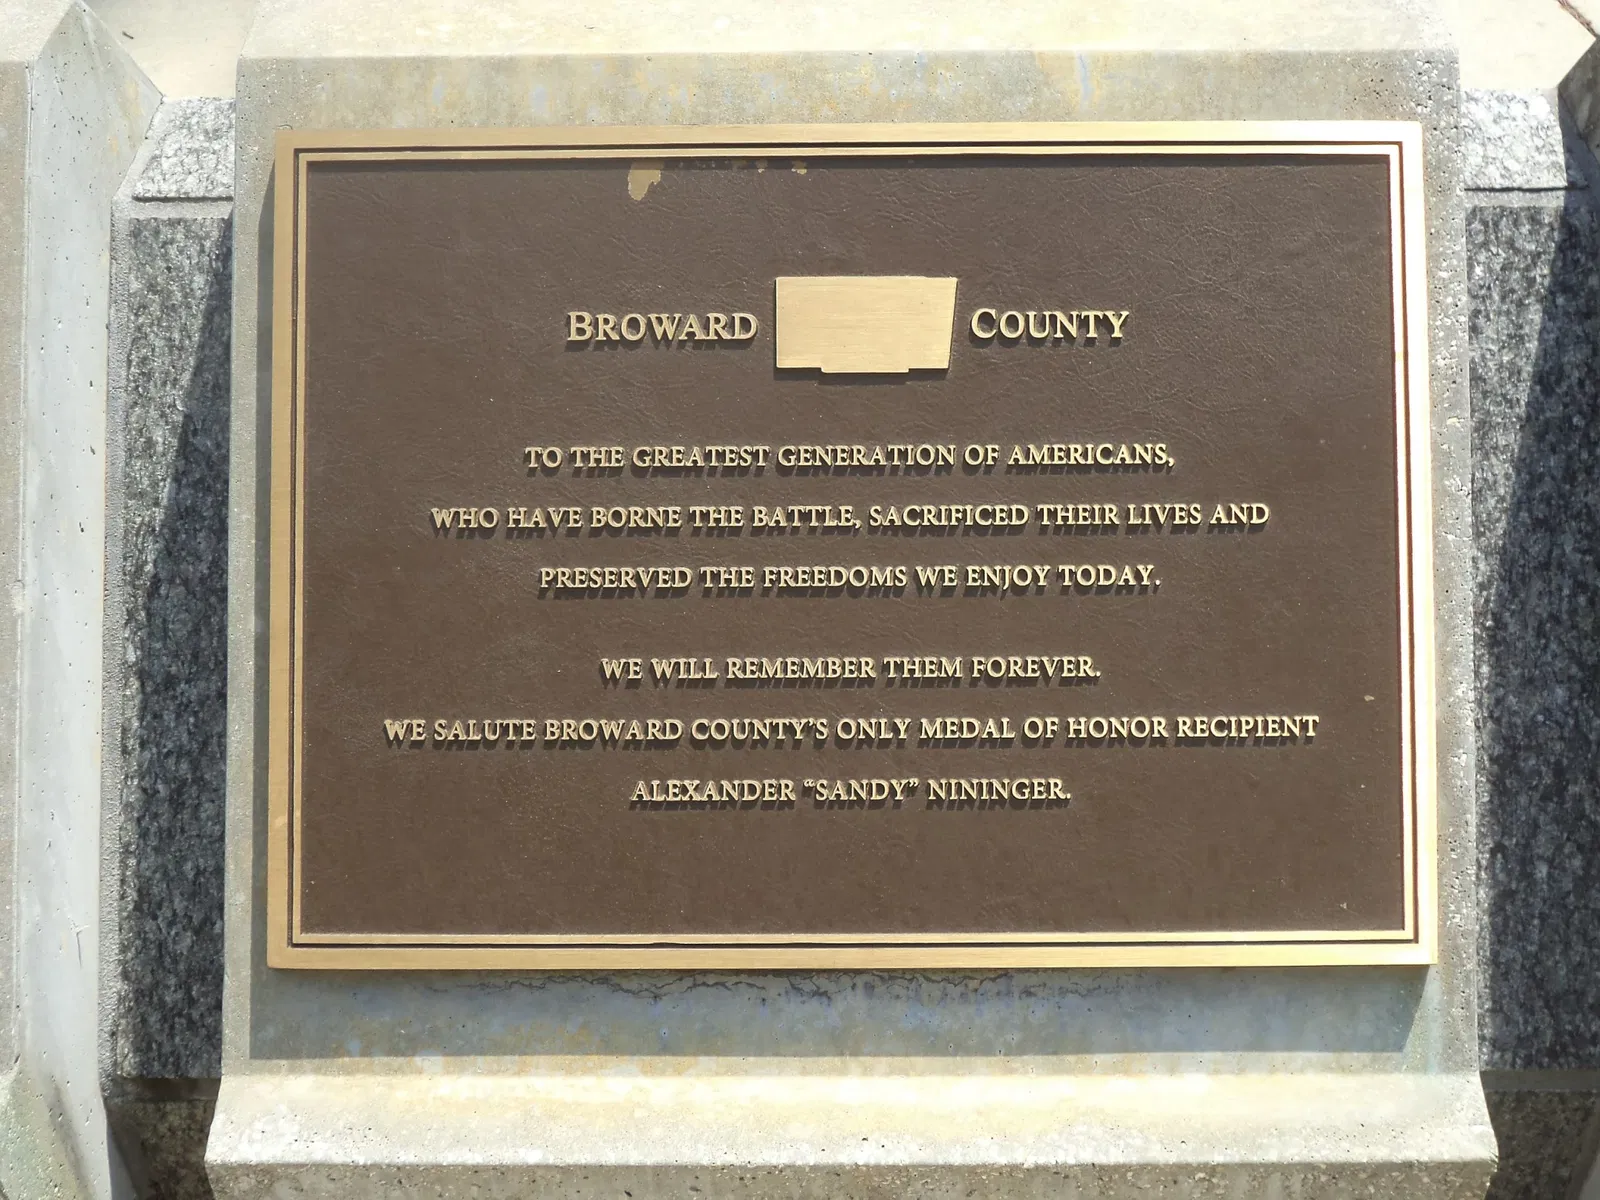 BROWARD COUNTY
TO THE GREATEST GENERATION OF AMERICANS,
WHO HAVE BORNE THE BATTLE, SACRIFICED THEIR LIVES AND
PRESERVED THE FREEDOMS WE ENJOY TODAY.
WE WILL REMEMBER THEM FOREVER.
WE SALUTE BROWARD COUNTY'S ONLY MEDAL OF HONOR RECIPIENT
ALEXANDER “SANDY” NININGER.